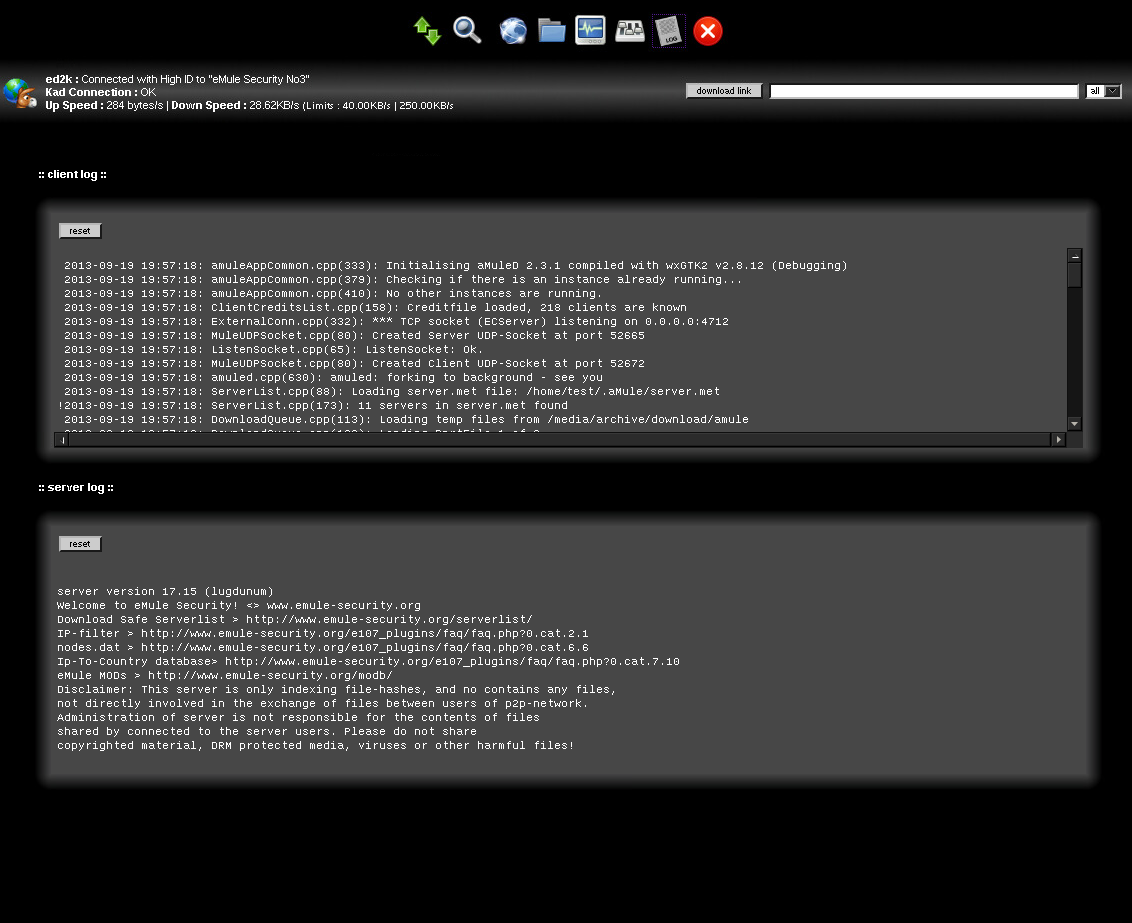 LOG
ed2k : Connected with High ID to "eMule Security No3"
Kad Connection : OK
Up Speed : 284 bytes/s | Down Speed : 28.62KB/s (Limits : 40.00KB/s | 250.00KB/s
download link
all
:: client log ::
reset
2013-09-19 19:57:18: amuleAppCommon.cpp(333): Initialising aMuleD 2.3.1 compiled with wxGTK2 v2.8.12 (Debugging)
2013-09-19 19:57:18: amuleAppCommon.cpp(379): Checking if there is an instance already running...
2013-09-19 19:57:18: amuleAppCommon.cpp(410): No other instances are running.
2013-09-19 19:57:18: ClientCreditsList.cpp(158): Creditfile loaded, 218 clients are known
2013-09-19 19:57:18: ExternalConn.cpp(332): *** TCP socket (ECServer) listening on 0.0.0.0:4712
2013-09-19 19:57:18: MuleUDPSocket.cpp(80): Created Server UDP-Socket at port 52665
2013-09-19 19:57:18: ListenSocket.cpp(65): ListenSocket: Ok.
2013-09-19 19:57:18: MuleUDPSocket.cpp(80): Created Client UDP-Socket at port 52672
2013-09-19 19:57:18: amuled.cpp(630): amuled: forking to background - see you
2013-09-19 19:57:18: ServerList.cpp(88): Loading server.met file: /home/test/.aMule/server.met
!2013-09-19 19:57:18: ServerList.cpp(173): 11 servers in server.met found
2013-09-19 19:57:18: DownloadQueue.cpp(113): Loading temp files from /media/archive/download/amule
:: server log ::
reset
server version 17.15 (lugdunum)
Welcome to eMule Security! <> www.emule-security.org
Download Safe Serverlist > http://www.emule-security.org/serverlist/
IP-filter > http://www.emule-security.org/e107_plugins/faq/faq.php?0.cat.2.1
nodes.dat > http://www.emule-security.org/e107_plugins/faq/faq.php?0.cat.6.6
Ip-To-Country database> http://www.emule-security.org/e107_plugins/faq/faq.php?0.cat.7.10
eMule MODs > http://www.emule-security.org/modb/
Disclaimer: This server is only indexing file-hashes, and no contains any files,
not directly involved in the exchange of files between users of p2p-network.
Administration of server is not responsible for the contents of files
shared by connected to the server users. Please do not share
copyrighted material, DRM protected media, viruses or other harmful files!